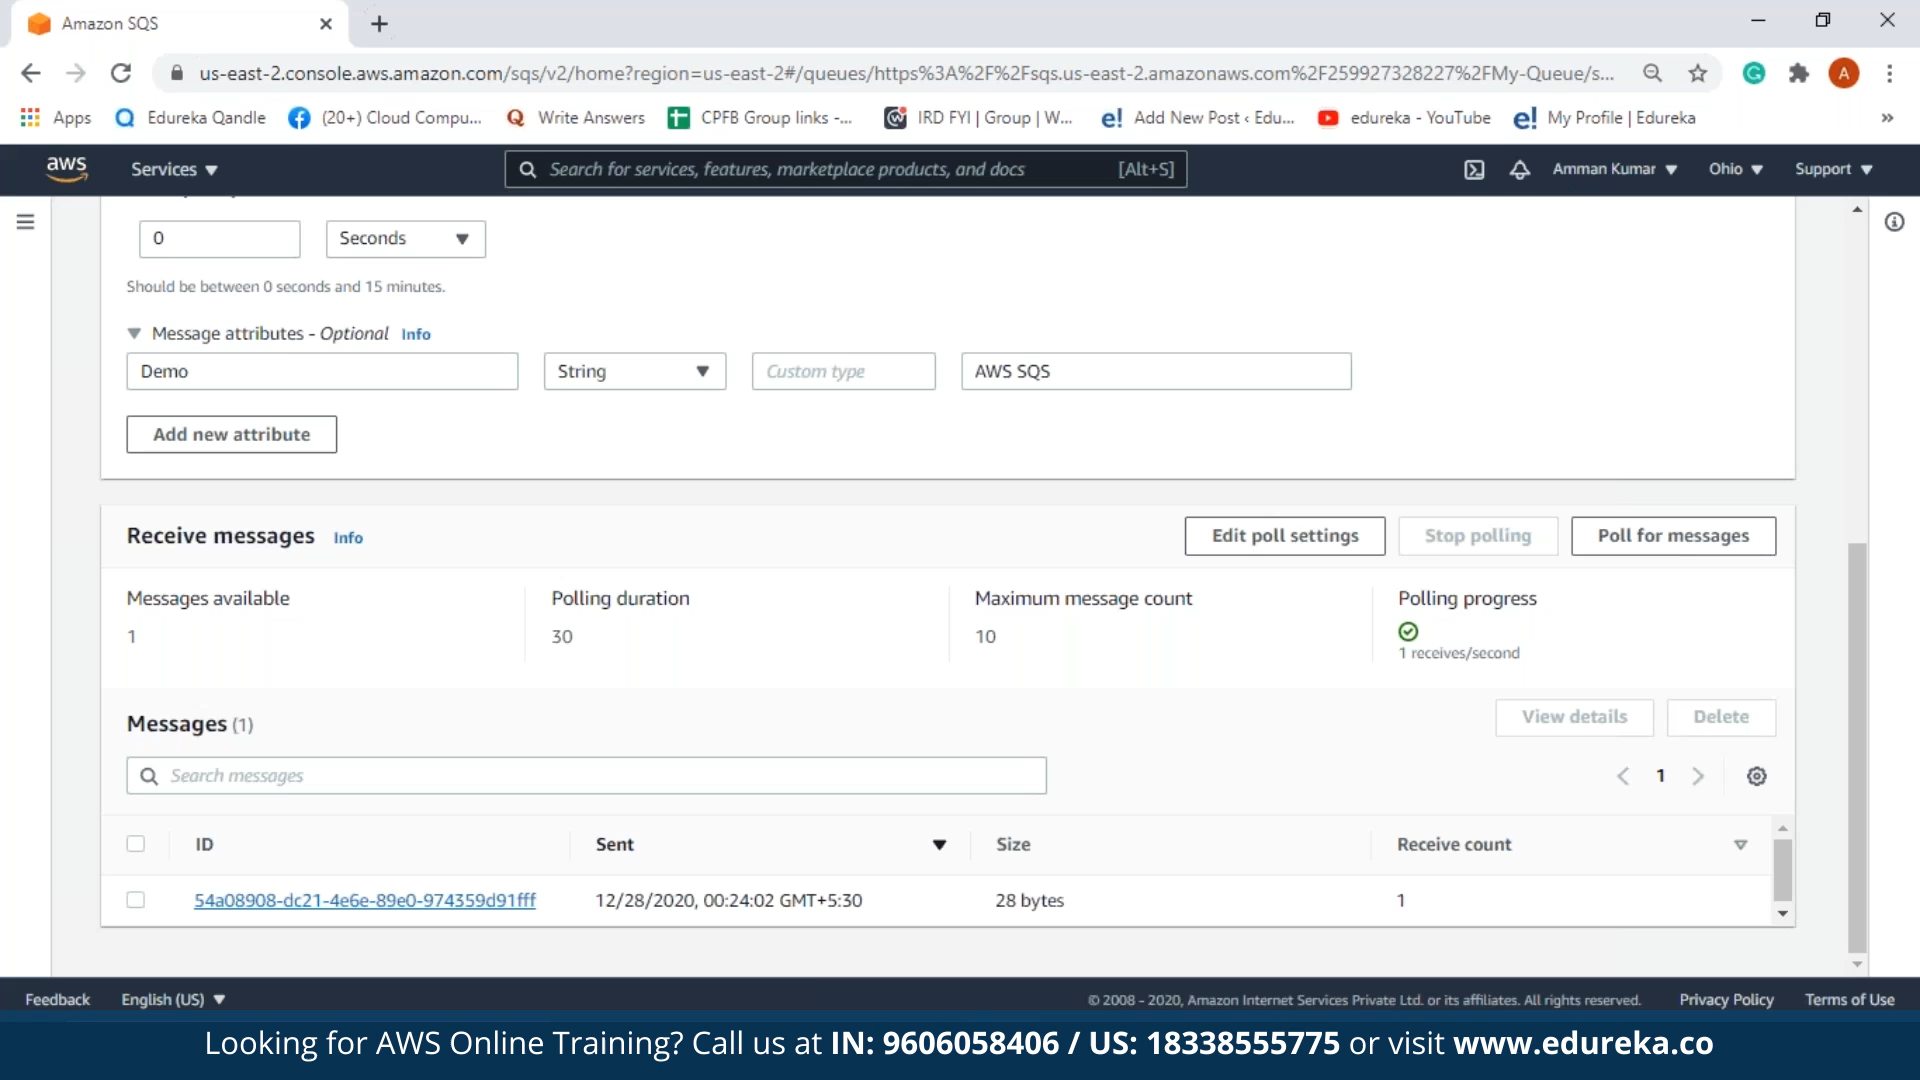 Amazon SQS
us-east-2.console.aws.amazon.com/sqs/v2/home?region=us-east-2#/queues/https%3A%2F%2Fsqs.us-east-2.amazonaws.com%2F259927328227%2FMy-Queue/s...
A
Apps Edureka Qandle (20+) Cloud Compu... Write Answers CPFB Group links -... IRD FYI | Group | W... Add New Post ‹ Edu... edureka - YouTube My Profile | Edureka »
aws Services Search for services, features, marketplace products, and docs [Alt+S] Amman Kumar Ohio Support
0 Seconds
Should be between 0 seconds and 15 minutes.
Message attributes - Optional Info
Demo String Custom type AWS SQS
Add new attribute
Receive messages Info Edit poll settings Stop polling Poll for messages
Messages available Polling duration Maximum message count Polling progress
1 30 10
1 receives/second
Messages (1) View details Delete
Search messages 1
ID Sent Size Receive count
54a08908-dc21-4e6e-89e0-974359d91fff 12/28/2020, 00:24:02 GMT+5:30 28 bytes 1
Feedback English (US) © 2008 - 2020, Amazon Internet Services Private Ltd. or its affiliates. All rights reserved. Privacy Policy Terms of Use
Looking for AWS Online Training? Call us at IN: 9606058406 / US: 18338555775 or visit www.edureka.co